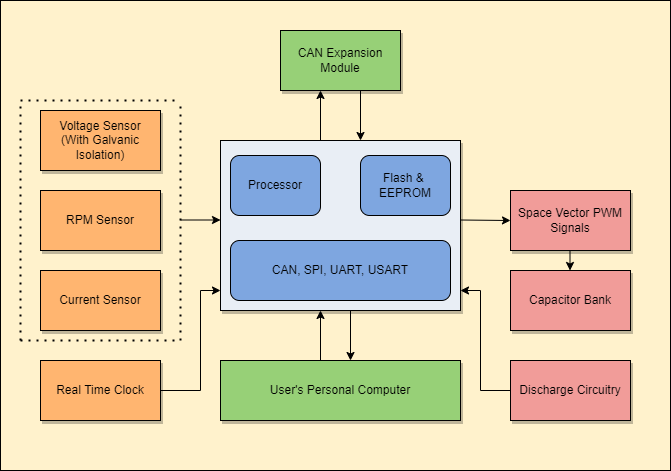 CAN Expansion
Module
Voltage Sensor
(With Galvanic
Isolation)
Processor
Flash &
EEPROM
RPM Sensor
Space Vector PWM
Signals
CAN, SPI, UART, USART
Current Sensor
Capacitor Bank
Real Time Clock
User's Personal Computer
Discharge Circuitry